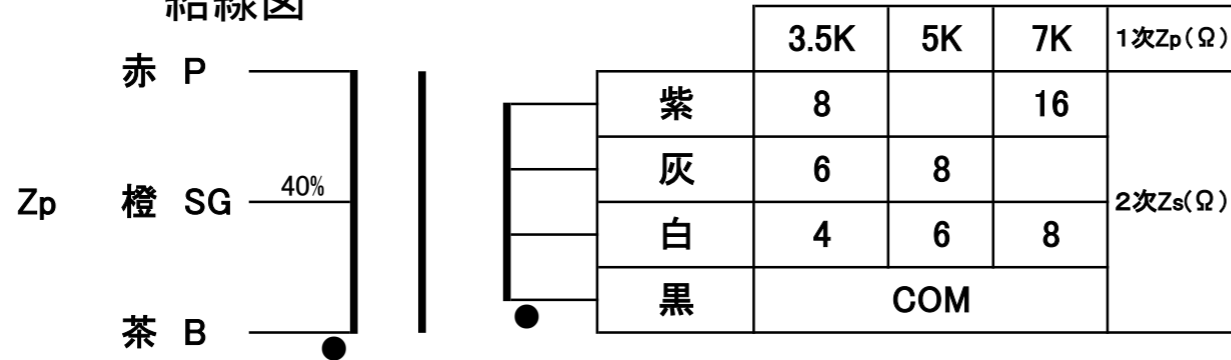 結線図
3.5K 5K 7K 1次Zp(Ω)
赤 P
紫 8 16
灰 6 8
Zp 橙 SG 40% 2次Zs(Ω)
白 4 6 8
黒 COM
茶 B